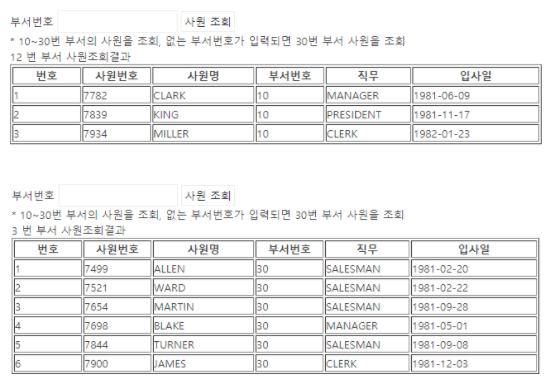 부서번호 사원 조회
* 10~30번 부서의 사원을 조회, 없는 부서번호가 입력되면 30번 부서 사원을 조회
12 번 부서 사원조회결과
번호 사원번호 사원명 부서번호 직무 입사일
1 7782 CLARK 10 MANAGER 1981-06-09
2 7839 KING 10 PRESIDENT 1981-11-17
3 7934 MILLER 10 CLERK 1982-01-23
부서번호 사원 조회
* 10~30번 부서의 사원을 조회, 없는 부서번호가 입력되면 30번 부서 사원을 조회
3 번 부서 사원조회결과
번호 사원번호 사원명 부서번호 직무 입사일
1 7499 ALLEN 30 SALESMAN 1981-02-20
2 7521 WARD 30 SALESMAN 1981-02-22
3 7654 MARTIN 30 SALESMAN 1981-09-28
4 7698 BLAKE 30 MANAGER 1981-05-01
5 7844 TURNER 30 SALESMAN 1981-09-08
6 7900 JAMES 30 CLERK 1981-12-03